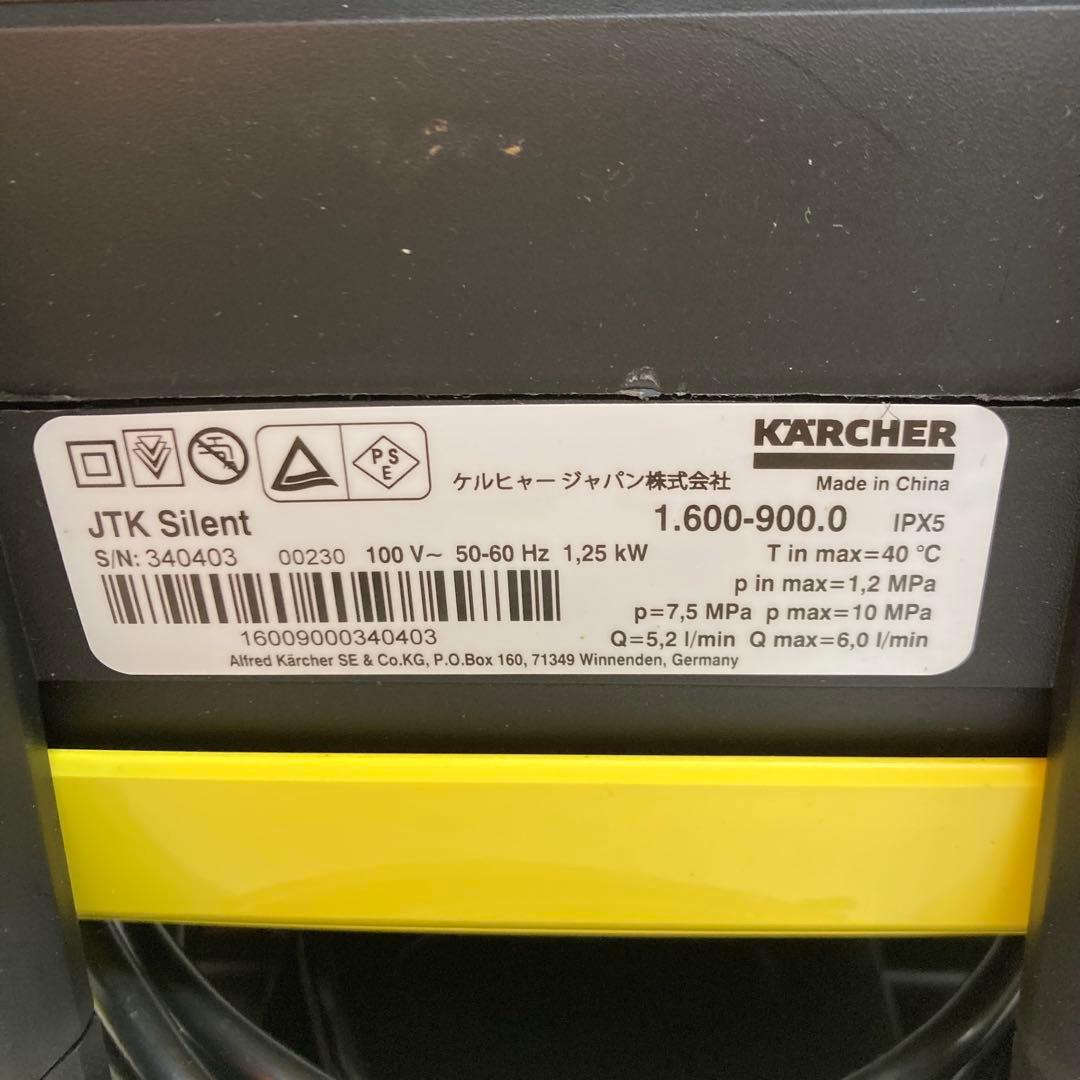 PSE
ケルヒャー ジャパン株式会社
KÄRCHER
Made in China
JTK Silent
1.600-900.0 IPX5
S/N: 340403 00230 100 V~ 50-60 Hz 1,25 kW
T in max=40 °C
p in max=1,2 MPa
p=7,5 MPa p max=10 MPa
16009000340403
Q=5,2 l/min Q max=6,0 l/min
Alfred Kärcher SE & Co.KG, P.O.Box 160, 71349 Winnenden, Germany